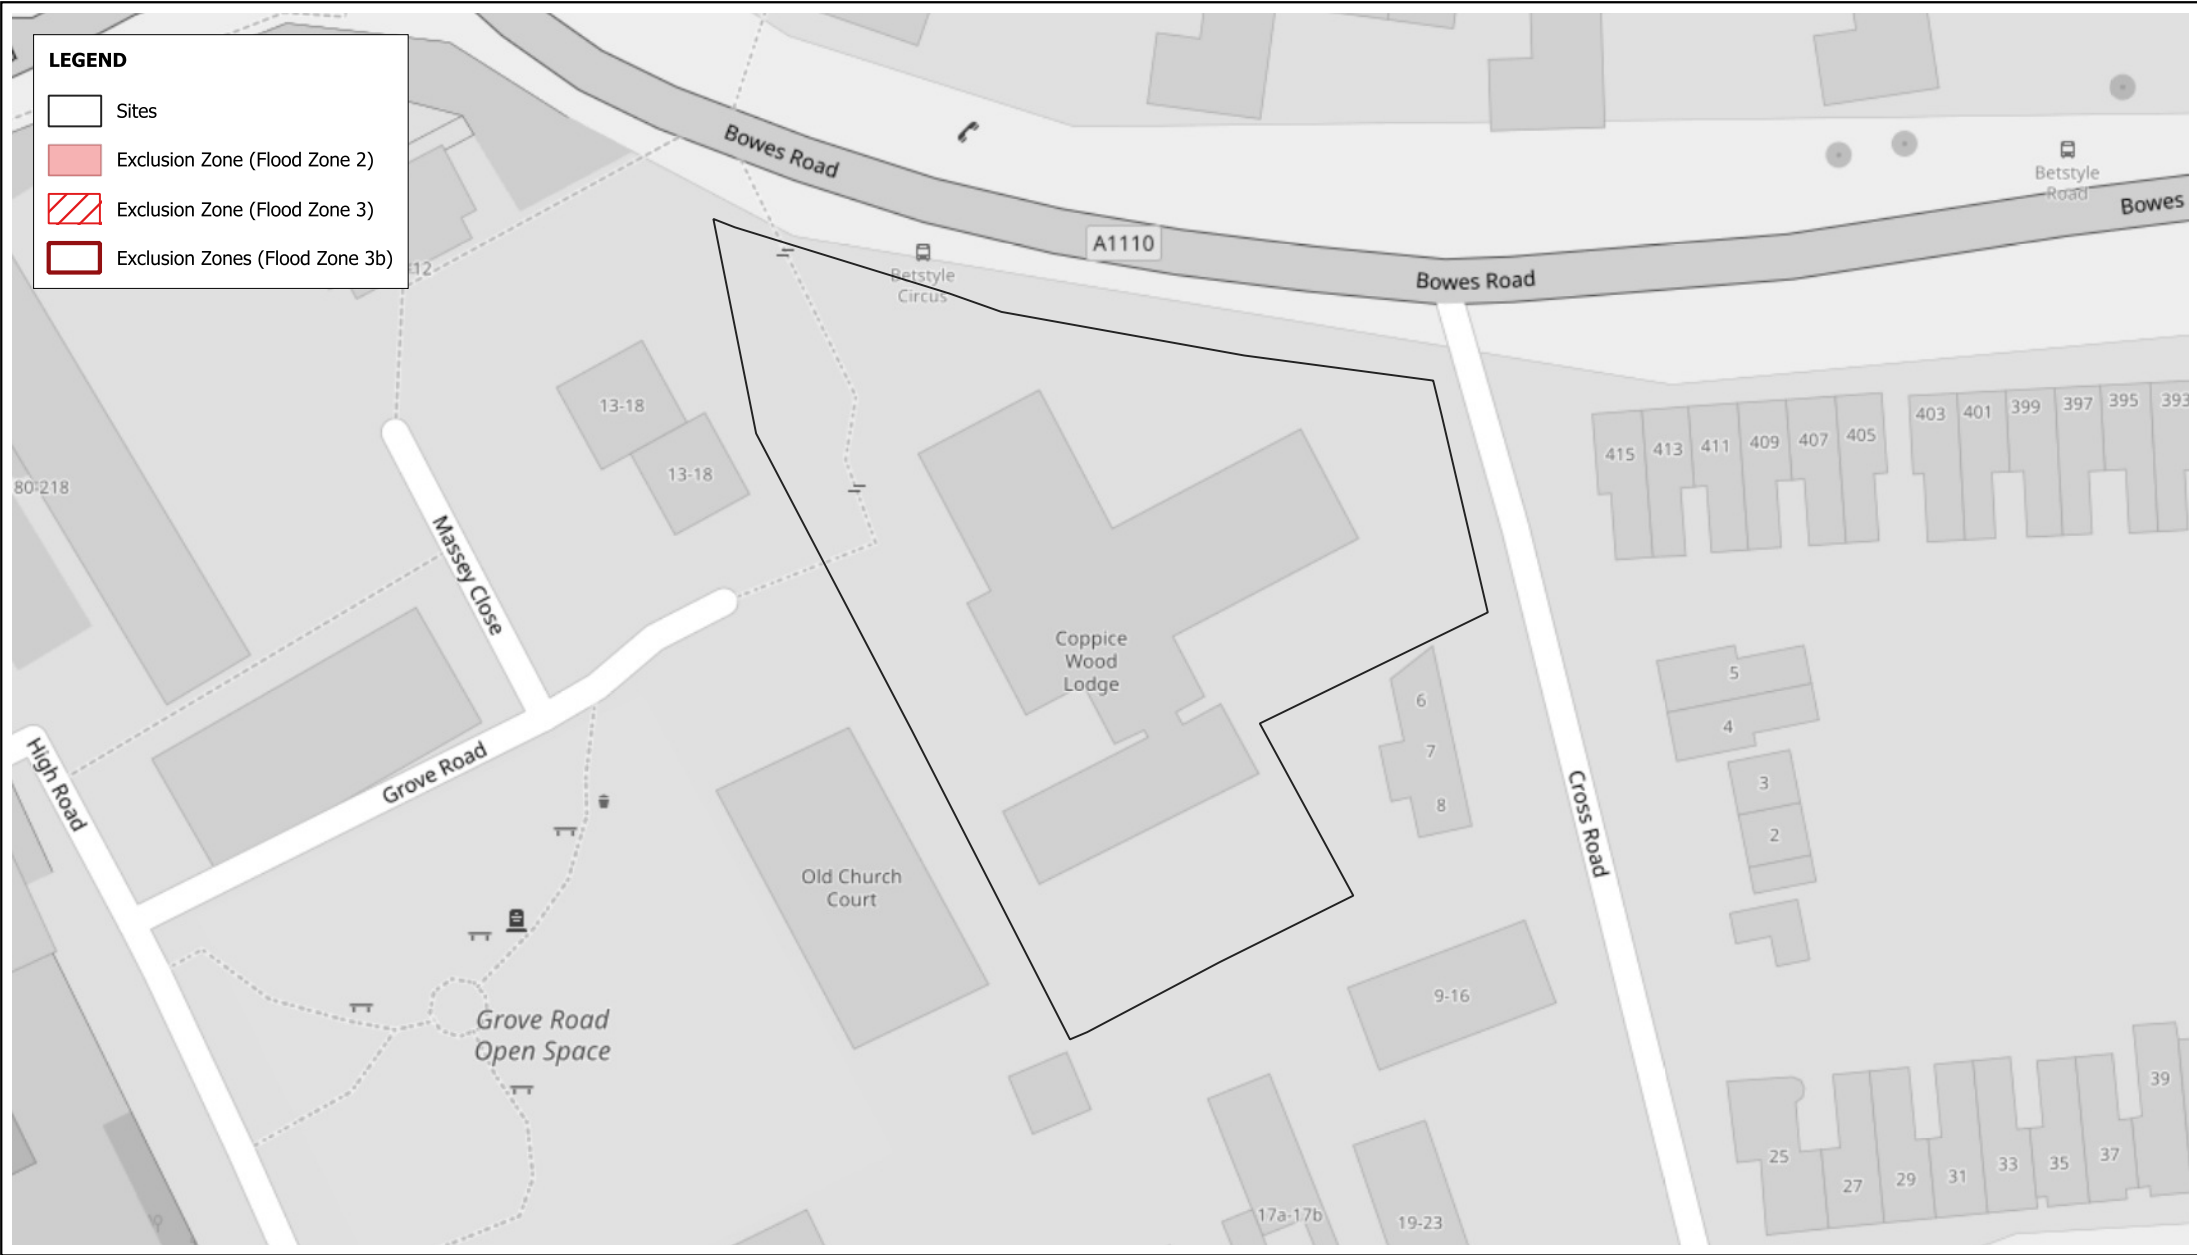 LEGEND
Sites
Exclusion Zone (Flood Zone 2)
Exclusion Zone (Flood Zone 3)
Exclusion Zones (Flood Zone 3b)
Bowes Road
Betstyle
Road
Bowes
A1110
Bowes Road
Betstyle
Circus
12
13-18
13-18
80-218
415
413
411
409
407
405
403
401
399
397
395
393
Massey Close
Coppice
Wood
Lodge
6
7
8
5
4
3
2
High Road
Grove Road
Cross Road
Old Church
Court
9-16
Grove Road
Open Space
39
25
27
29
31
33
35
37
17a-17b
19-23